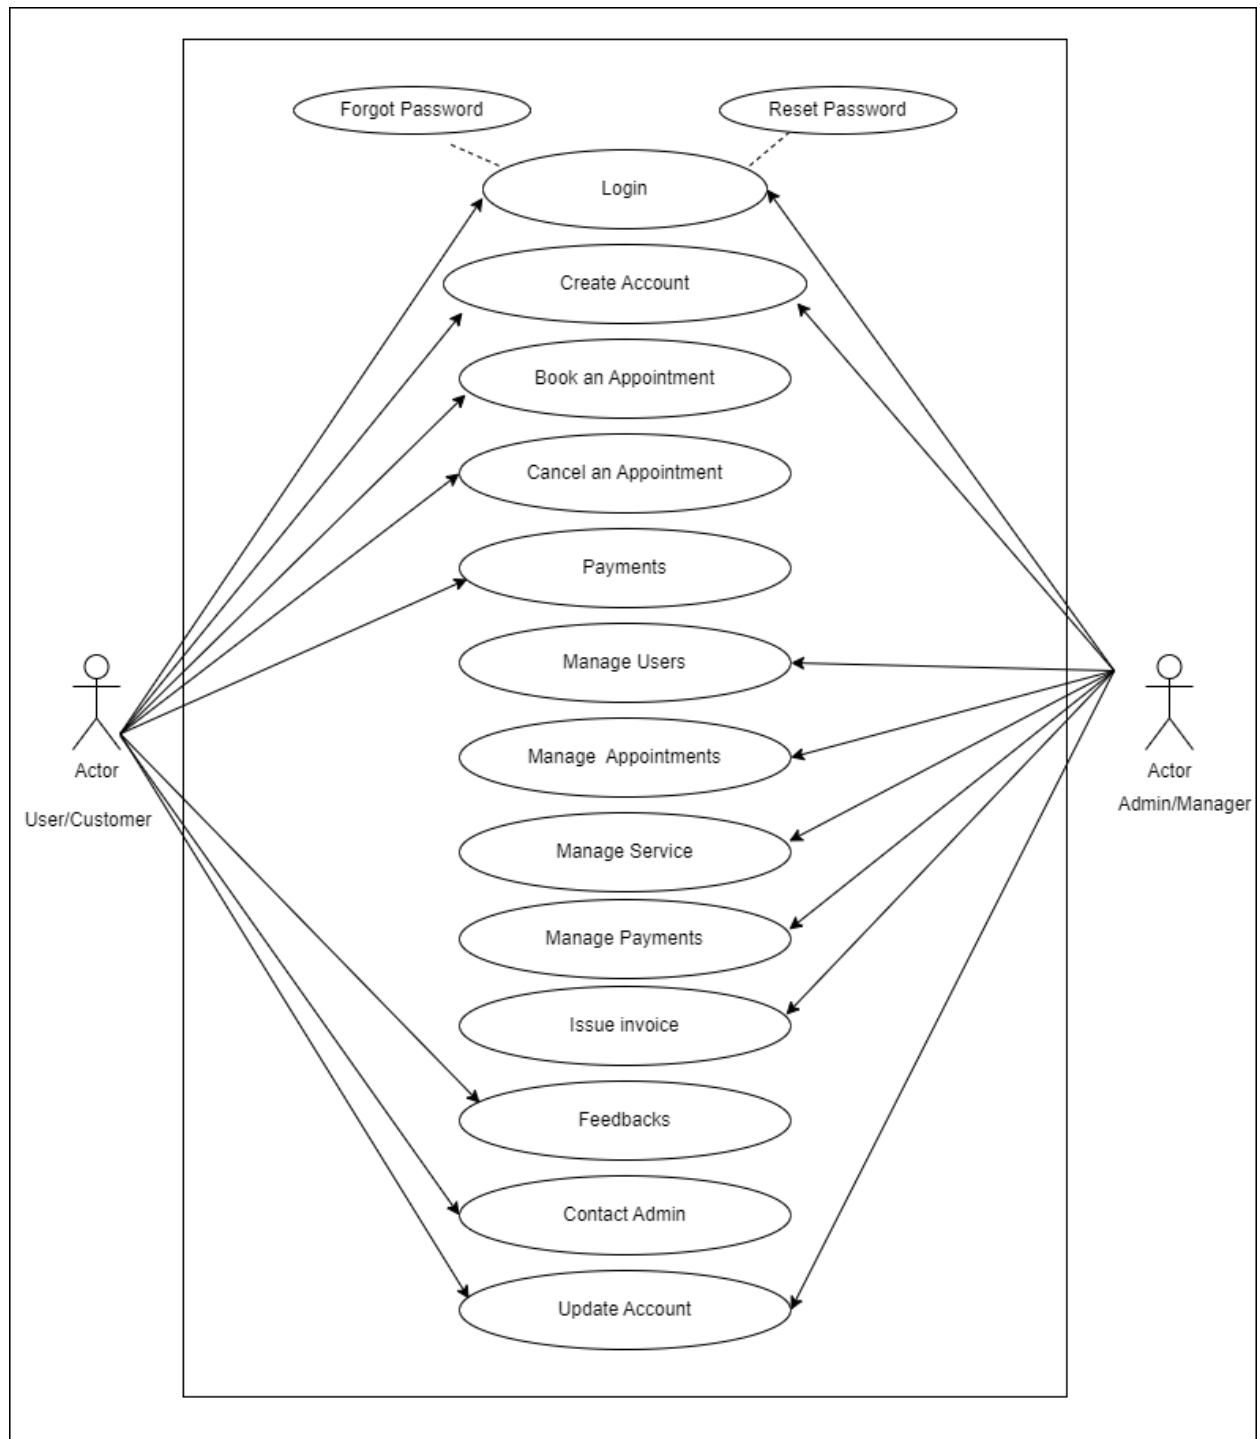 Forgot Password
Reset Password
Login
Create Account
Book an Appointment
Cancel an Appointment
Payments
Manage Users
Manage  Appointments
Actor
Actor
Admin/Manager
User/Customer
Manage Service
Manage Payments
Issue invoice
Feedbacks
Contact Admin
Update Account